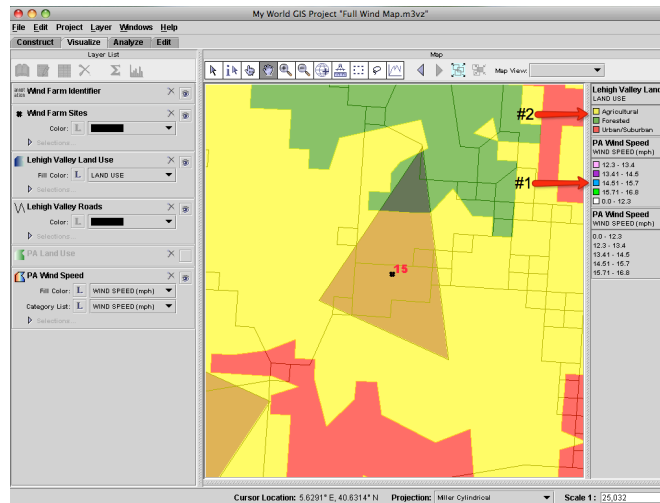 My World GIS Project "Full Wind Map.m3vz"
File Edit Project Layer Windows Help
Construct Visualize Analyze Edit
Layer List
Wind Farm Identifier
Wind Farm Sites
Color: L
Selections...
Lehigh Valley Land Use
Fill Color: L LAND USE
Selections...
Lehigh Valley Roads
Color: L
Selections...
PA Land Use
PA Wind Speed
Fill Color: L WIND SPEED (mph)
Category List: L WIND SPEED (mph)
Selections...
Map
Map View:
15
#2
#1
Lehigh Valley Land
LAND USE
Agricultural
Forested
Urban/Suburban
PA Wind Speed
WIND SPEED (mph)
12.3 - 13.4
13.41 - 14.5
14.51 - 15.7
15.71 - 16.8
0.0 - 12.3
PA Wind Speed
WIND SPEED (mph)
0.0 - 12.3
12.3 - 13.4
13.41 - 14.5
14.51 - 15.7
15.71 - 16.8
Cursor Location: 5.6291° E, 40.6314° N Projection: Miller Cylindrical Scale 1: 25,032